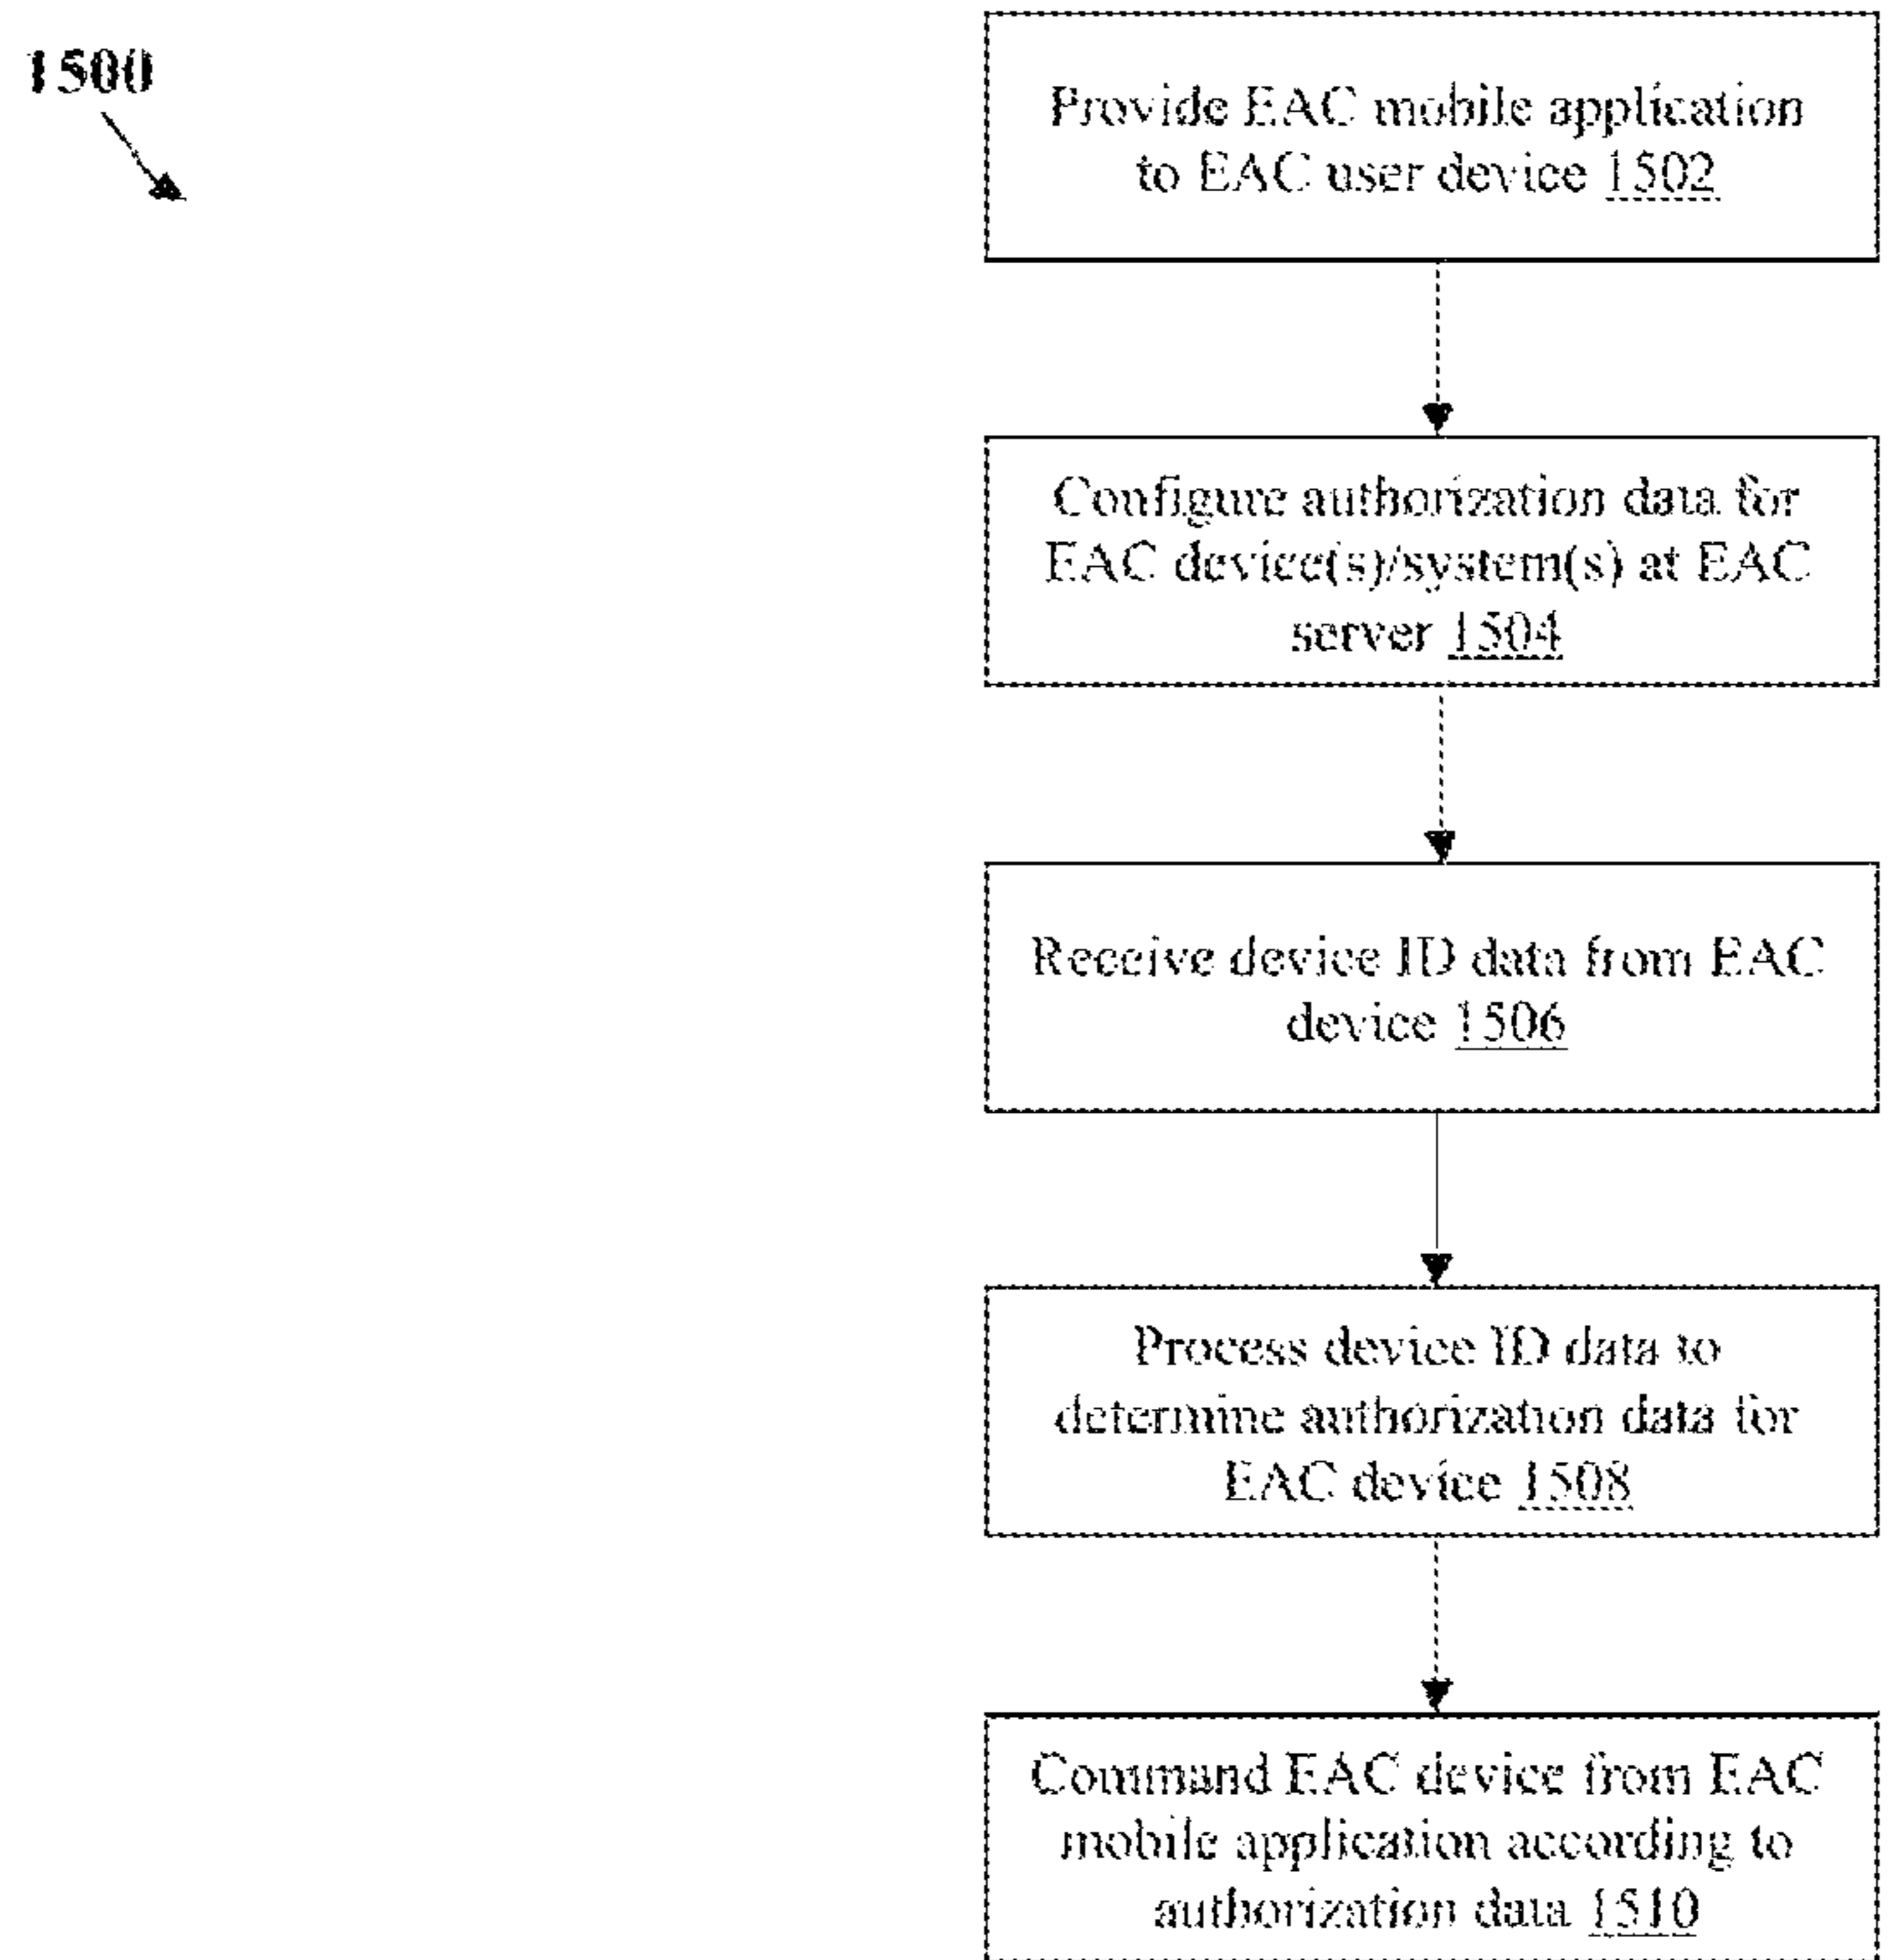 1500
Provide EAC mobile application
to EAC user device 1502
Configure authorization data for
EAC device(s)/system(s) at EAC
server 1504
Receive device ID data from EAC
device 1506
Process device ID data to
determine authorization data for
EAC device 1508
Command EAC device from EAC
mobile application according to
authorization data 1510